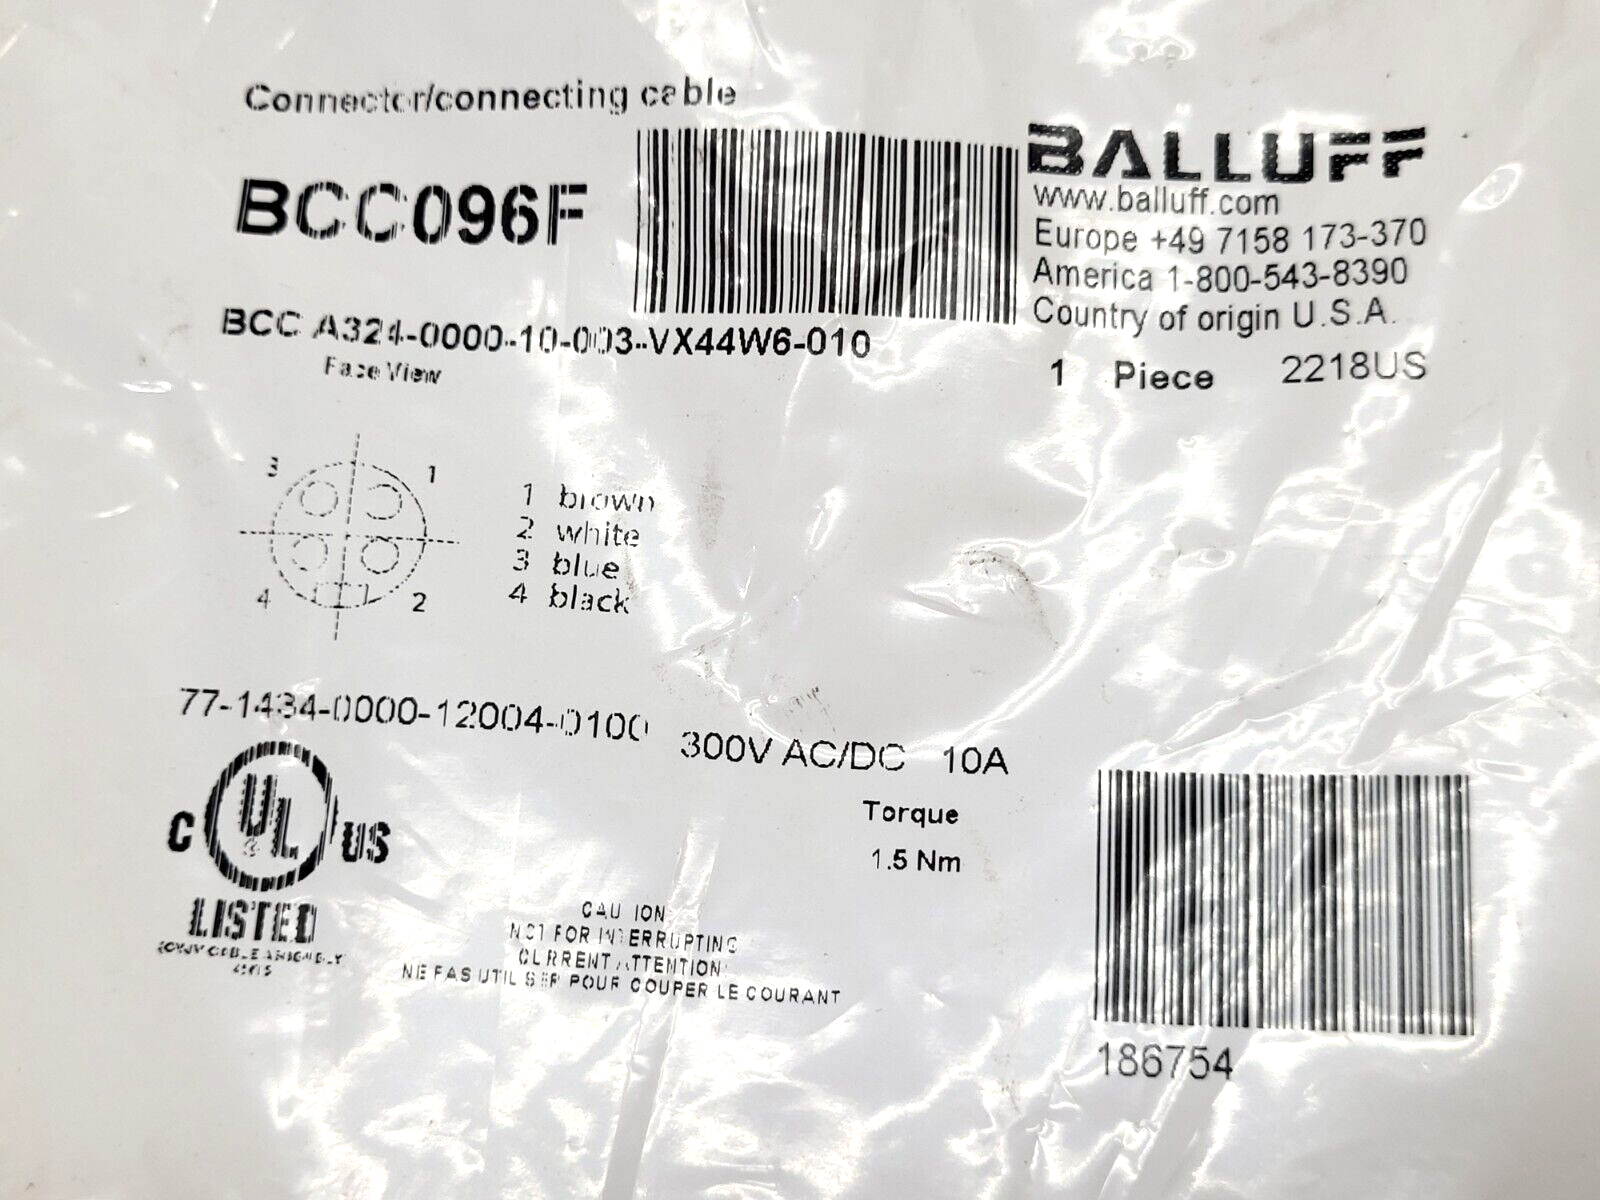 Connector/connecting cable
BCC096F
BCC A324-0000-10-003-VX44W6-010
BALLUFF
www.balluff.com
Europe +49 7158 173-370
America 1-800-543-8390
Country of origin U.S.A.
1 Piece 2218US
Face View
3 1
4 2
1 brown
2 white
3 blue
4 black
77-1434-0000-12004-0100
300V AC/DC 10A
Torque
1.5 Nm
C UL US
LISTED
CAUTION
NOT FOR INTERRUPTING
CURRENT ATTENTION:
NE PAS UTILISER POUR COUPER LE COURANT
186754